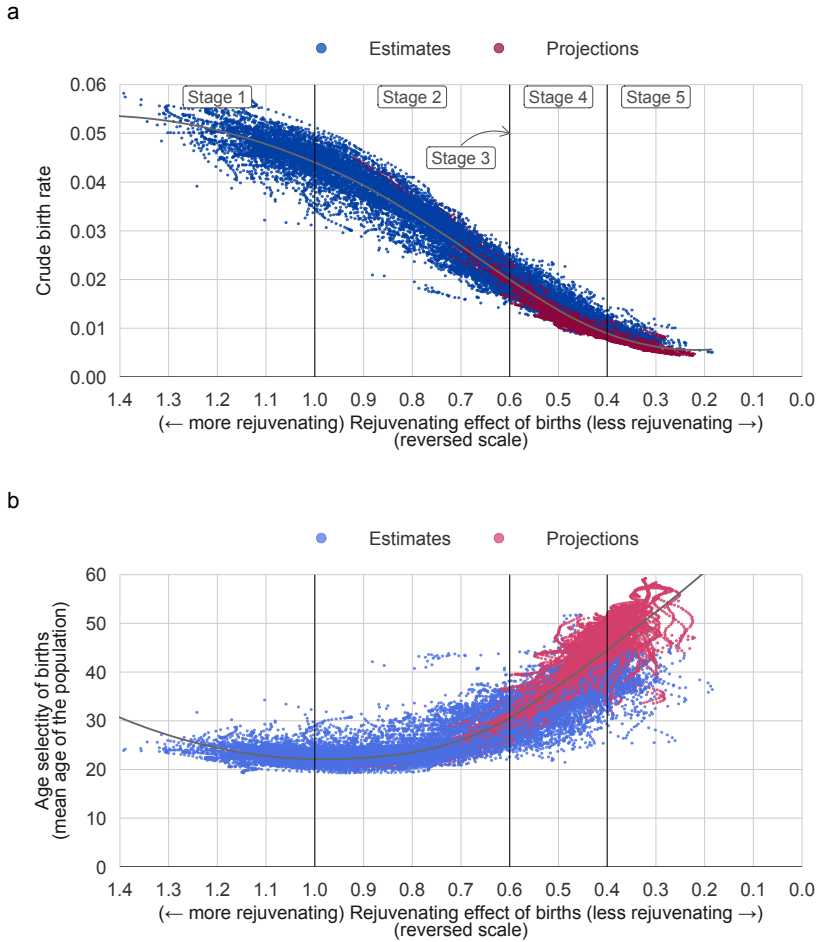 a
Estimates Projections
0.06
0.05
0.04
0.03
0.02
0.01
0.00
Crude birth rate
Stage 1 Stage 2 Stage 4 Stage 5
Stage 3
1.4 1.3 1.2 1.1 1.0 0.9 0.8 0.7 0.6 0.5 0.4 0.3 0.2 0.1 0.0
(← more rejuvenating) Rejuvenating effect of births (less rejuvenating →)
(reversed scale)
b
Estimates Projections
60
50
40
30
20
10
0
Age selectity of births
(mean age of the population)
1.4 1.3 1.2 1.1 1.0 0.9 0.8 0.7 0.6 0.5 0.4 0.3 0.2 0.1 0.0
(← more rejuvenating) Rejuvenating effect of births (less rejuvenating →)
(reversed scale)